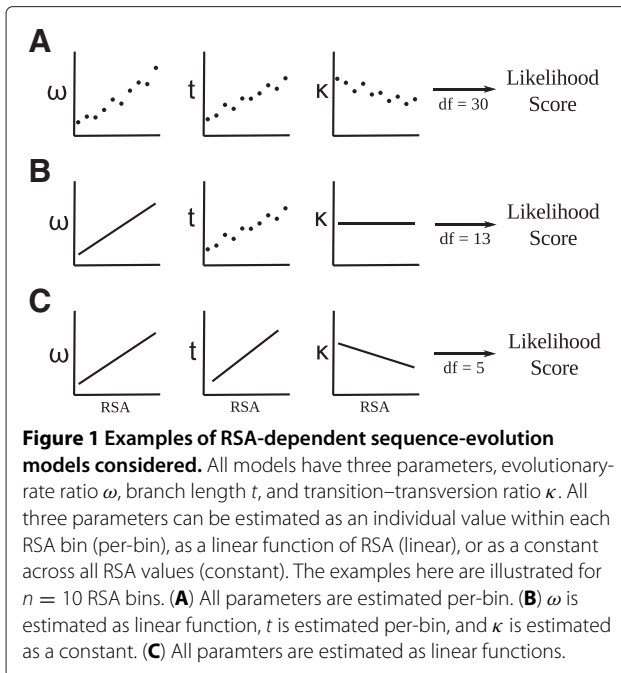 A
ω
t
κ
df = 30
Likelihood
Score
B
ω
t
κ
df = 13
Likelihood
Score
C
ω
t
κ
df = 5
Likelihood
Score
RSA
RSA
RSA
Figure 1 Examples of RSA-dependent sequence-evolution
models considered. All models have three parameters, evolutionary-
rate ratio ω, branch length t, and transition–transversion ratio κ. All
three parameters can be estimated as an individual value within each
RSA bin (per-bin), as a linear function of RSA (linear), or as a constant
across all RSA values (constant). The examples here are illustrated for
n = 10 RSA bins. (A) All parameters are estimated per-bin. (B) ω is
estimated as linear function, t is estimated per-bin, and κ is estimated
as a constant. (C) All paramters are estimated as linear functions.